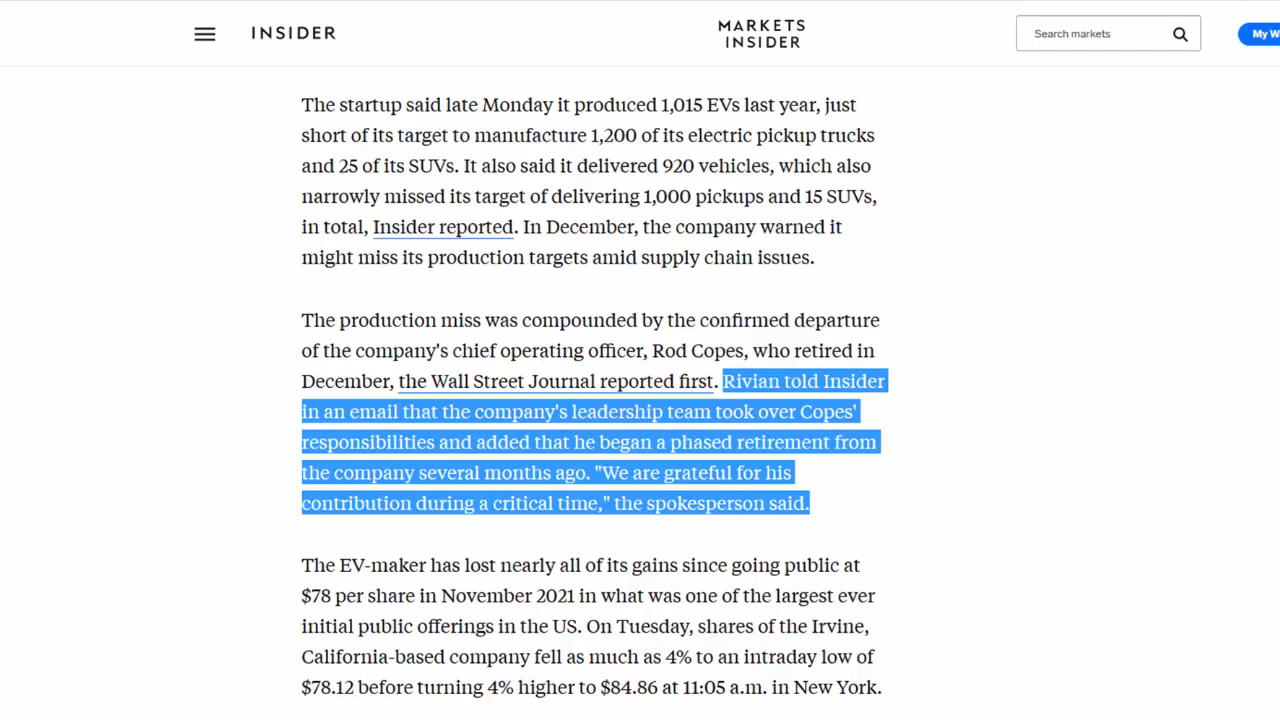 INSIDER
MARKETS
INSIDER
Search markets
My W
The startup said late Monday it produced 1,015 EVs last year, just
short of its target to manufacture 1,200 of its electric pickup trucks
and 25 of its SUVs. It also said it delivered 920 vehicles, which also
narrowly missed its target of delivering 1,000 pickups and 15 SUVs,
in total, Insider reported. In December, the company warned it
might miss its production targets amid supply chain issues.
The production miss was compounded by the confirmed departure
of the company's chief operating officer, Rod Copes, who retired in
December, the Wall Street Journal reported first. Rivian told Insider
in an email that the company's leadership team took over Copes'
responsibilities and added that he began a phased retirement from
the company several months ago. "We are grateful for his
contribution during a critical time," the spokesperson said.
The EV-maker has lost nearly all of its gains since going public at
$78 per share in November 2021 in what was one of the largest ever
initial public offerings in the US. On Tuesday, shares of the Irvine,
California-based company fell as much as 4% to an intraday low of
$78.12 before turning 4% higher to $84.86 at 11:05 a.m. in New York.